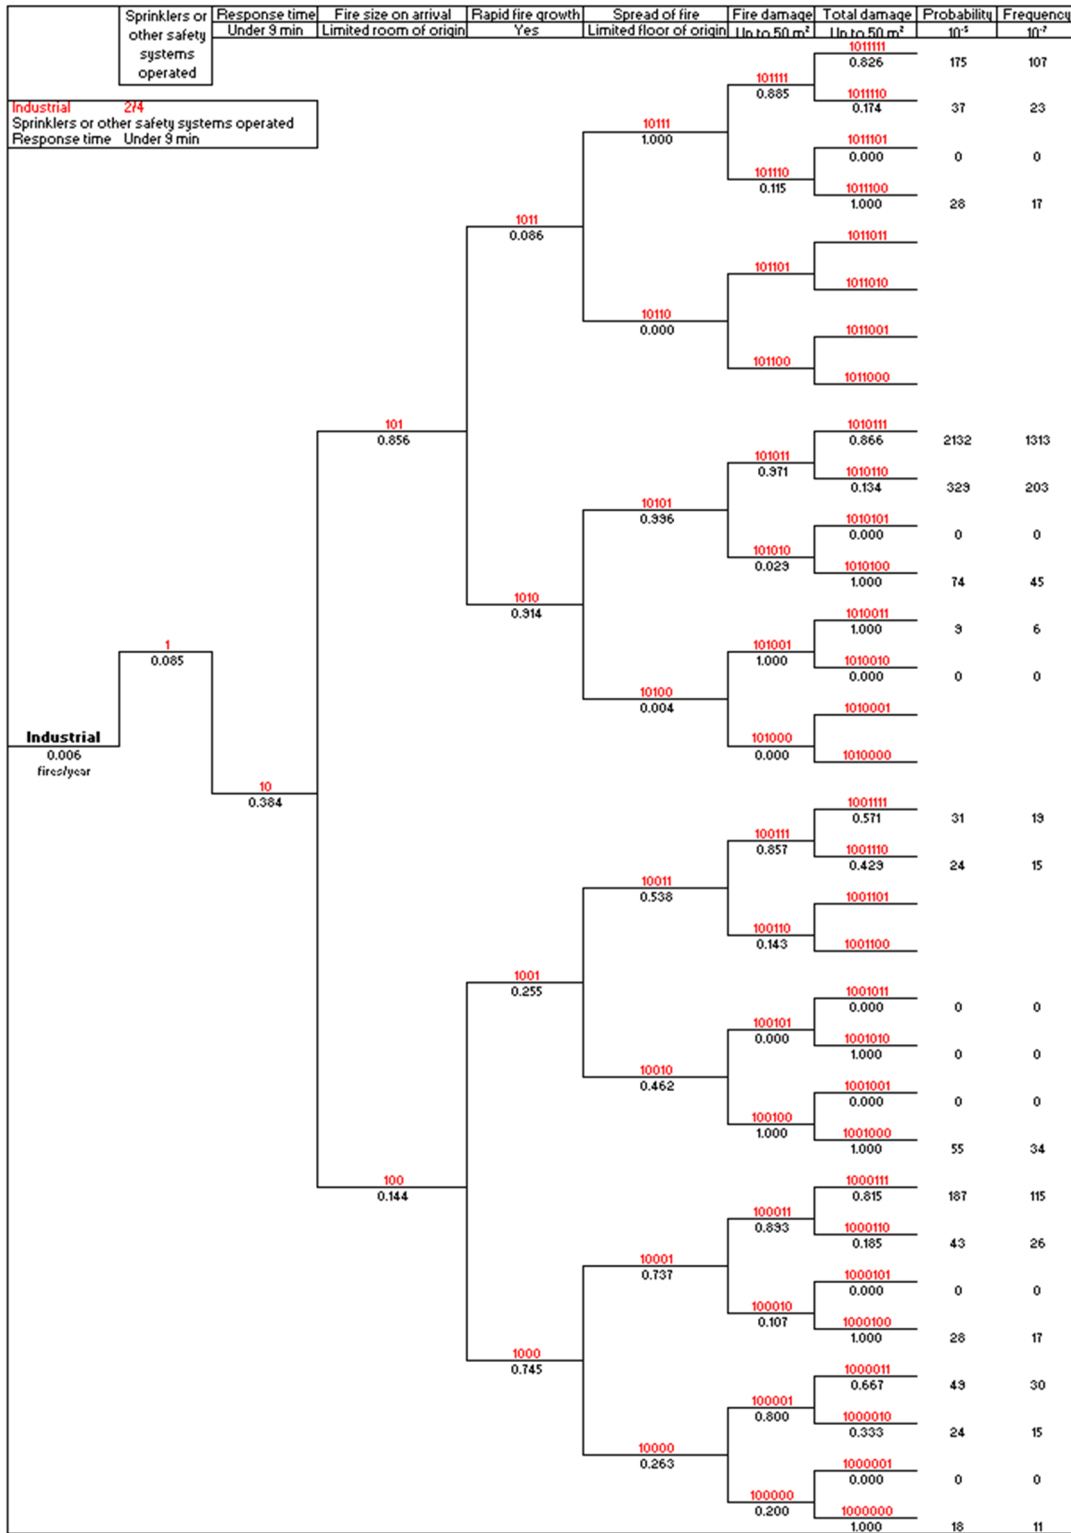 Sprinklers or Response time Fire size on arrival Rapid fire growth Spread of fire Fire damage Total damage Probability Frequency
other safety Under 9 min Limited room of origin Yes Limited floor of origin Up to 50 m² Up to 50 m² 10⁻⁵ 10⁻⁷
systems
operated
1011111
0.826 175 107
101111
0.885
Industrial 2/4
1011110
0.174 37 23
Sprinklers or other safety systems operated
10111
Response time Under 9 min
1.000
1011101
0.000 0 0
101110
0.115
1011100
1.000 28 17
1011
0.086
1011011
101101
1011010
10110
0.000
1011001
101100
1011000
101
0.856
1010111
0.866 2132 1313
101011
0.971
1010110
0.134 329 203
10101
0.996
1010101
0.000 0 0
101010
0.029
1010100
1.000 74 45
1010
0.914
1010011
1.000 9 6
101001
1.000
1
0.085
1010010
0.000 0 0
10100
0.004
1010001
Industrial
0.006
fires/year
101000
0.000
1010000
10
0.384
1001111
0.571 31 19
100111
0.857
1001110
0.429 24 15
10011
0.538
1001101
100110
0.143
1001100
1001
0.255
1001011
0.000 0 0
100101
0.000
1001010
1.000 0 0
10010
0.462
1001001
0.000 0 0
100100
1.000
1001000
1.000 55 34
100
0.144
1000111
0.815 187 115
100011
0.893
1000110
0.185 43 26
10001
0.737
1000101
0.000 0 0
100010
0.107
1000100
1.000 28 17
1000
0.745
1000011
0.667 49 30
100001
0.800
1000010
0.333 24 15
10000
0.263
1000001
0.000 0 0
100000
0.200
1000000
1.000 18 11